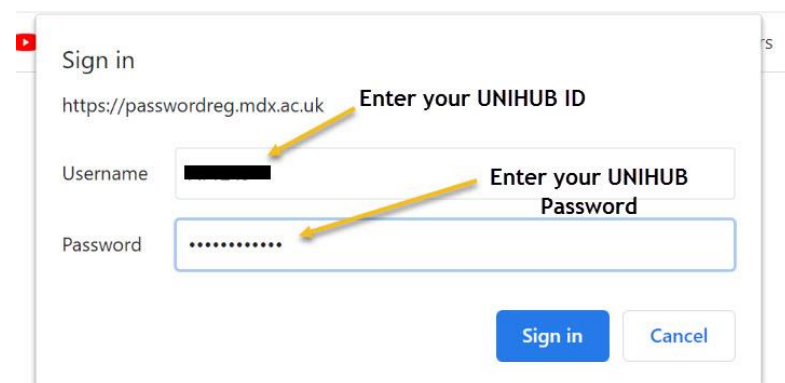 rs
Sign in
https://passwordreg.mdx.ac.uk
Enter your UNIHUB ID
Username
Enter your UNIHUB
Password
Password
••••••••••••
Sign in
Cancel